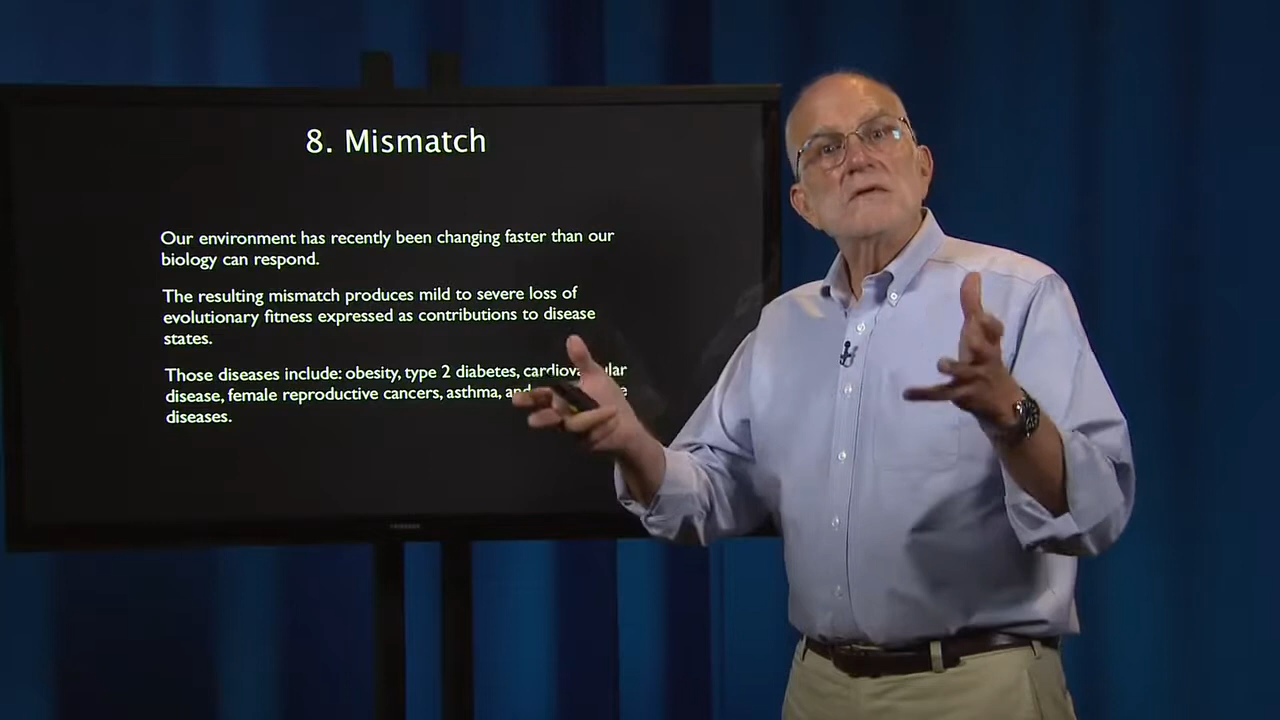 8. Mismatch
Our environment has recently been changing faster than our
biology can respond.
The resulting mismatch produces mild to severe loss of
evolutionary fitness expressed as contributions to disease
states.
Those diseases include: obesity, type 2 diabetes,
disease, female reproductive cancers, asthma,
diseases.